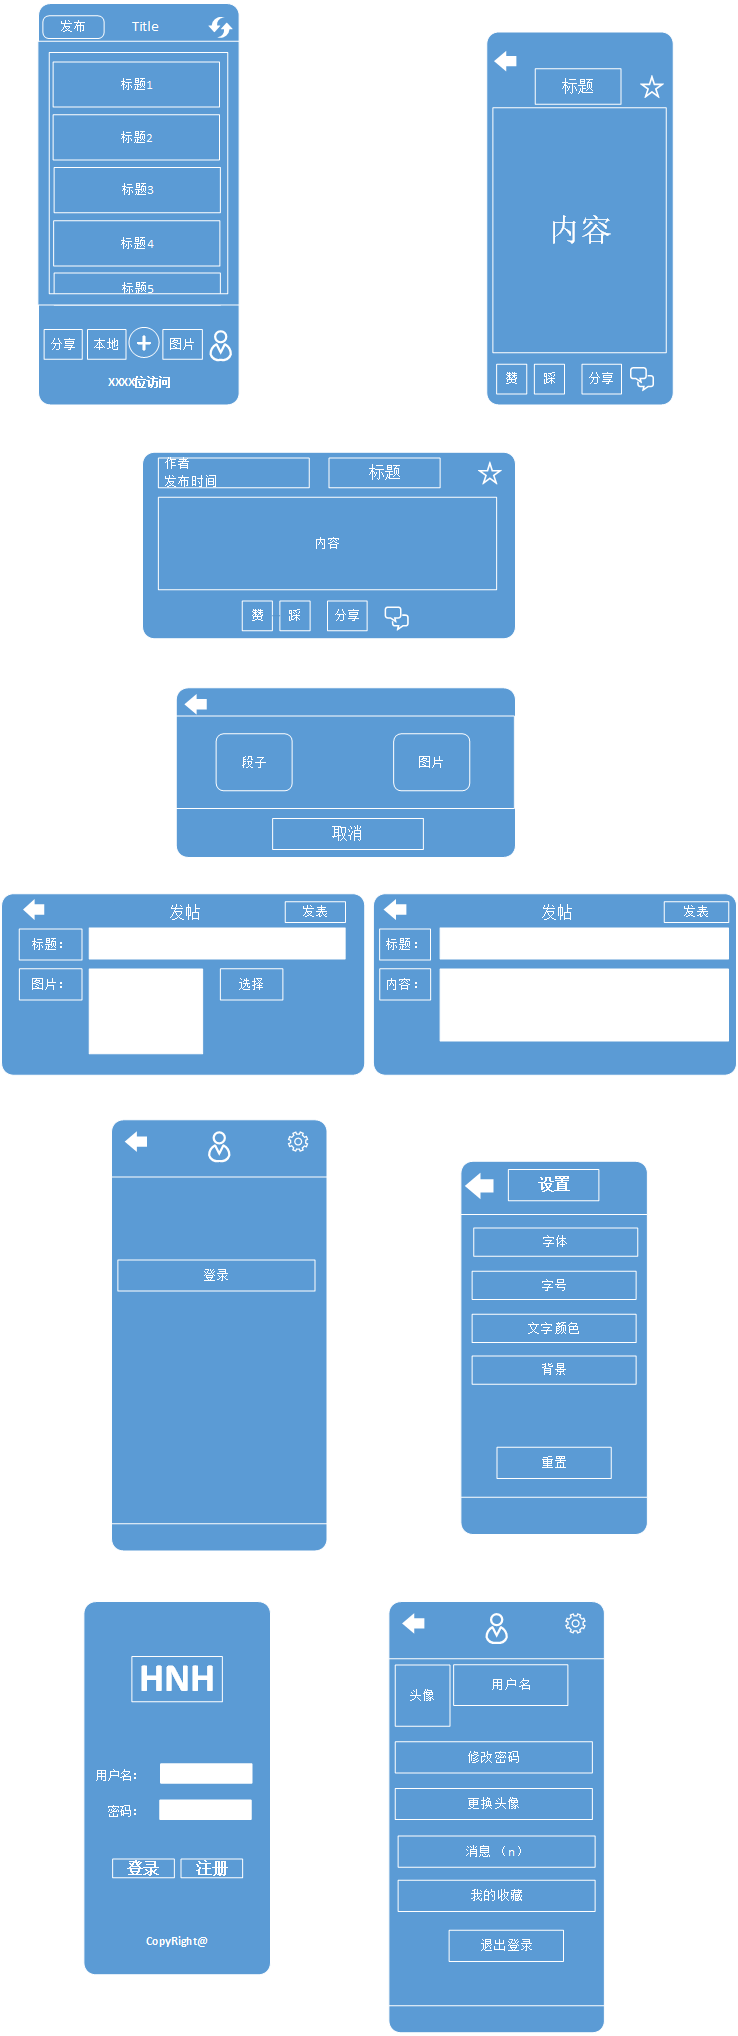 发布
Title
标题1
标题2
标题3
标题4
标题5
分享
本地
图片
XXXX位访问
标题
内容
赞
踩
分享
作者
发布时间
标题
内容
赞
踩
分享
段子
图片
取消
发帖
发表
标题：
图片：
选择
发帖
发表
标题：
内容：
登录
设置
字体
字号
文字颜色
背景
重置
HNH
用户名：
密码：
登录
注册
CopyRight@
头像
用户名
修改密码
更换头像
消息（n）
我的收藏
退出登录